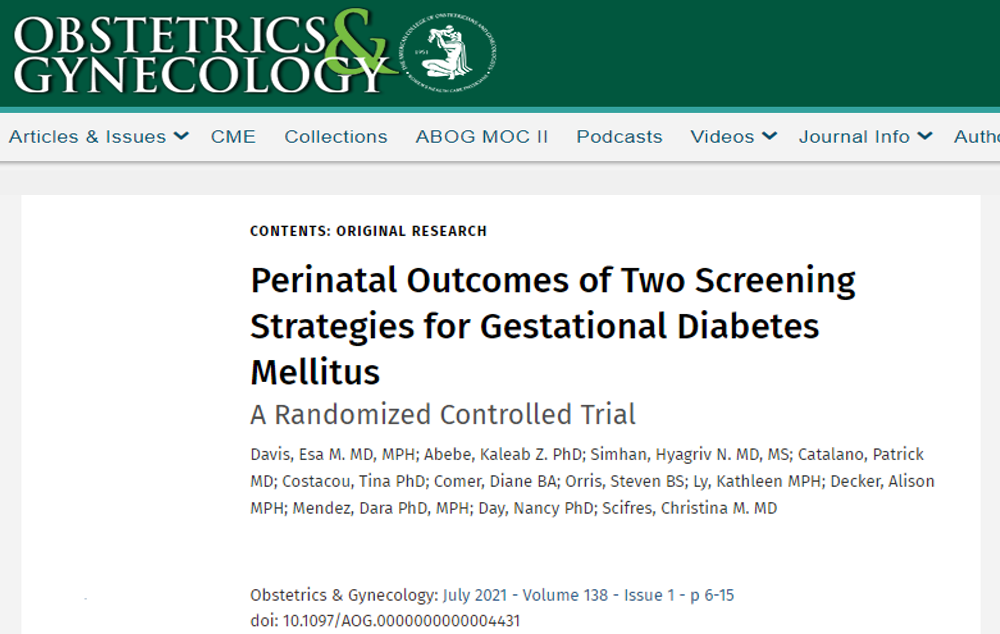 OBSTETRICS &
GYNECOLOGY
1951
Articles & Issues CME Collections ABOG MOC II Podcasts Videos Journal Info Autho
CONTENTS: ORIGINAL RESEARCH
Perinatal Outcomes of Two Screening
Strategies for Gestational Diabetes
Mellitus
A Randomized Controlled Trial
Davis, Esa M. MD, MPH; Abebe, Kaleab Z. PhD; Simhan, Hyagriv N. MD, MS; Catalano, Patrick
MD; Costacou, Tina PhD; Comer, Diane BA; Orris, Steven BS; Ly, Kathleen MPH; Decker, Alison
MPH; Mendez, Dara PhD, MPH; Day, Nancy PhD; Scifres, Christina M. MD
Obstetrics & Gynecology: July 2021 - Volume 138 - Issue 1 - p 6-15
doi: 10.1097/AOG.0000000000004431